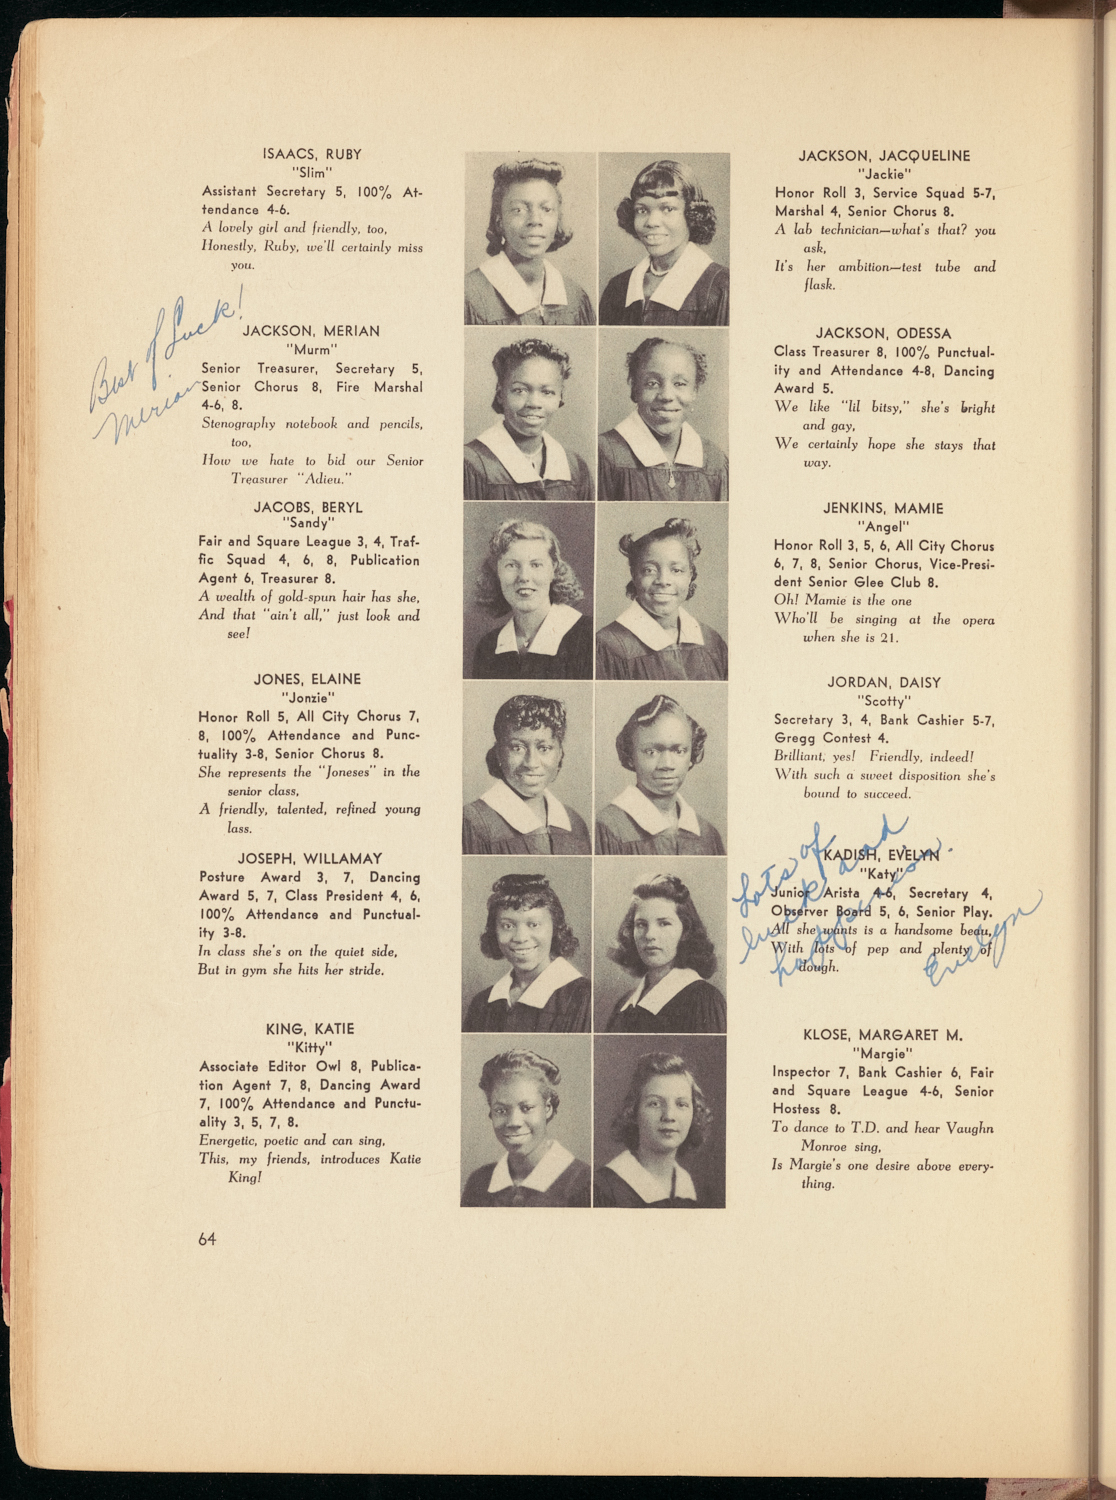 ISAACS, RUBY
"Slim"
Assistant Secretary 5, 100% At-
tendance 4-6.
A lovely girl and friendly, too,
Honestly, Ruby, we'll certainly miss
you.
Best of Luck!
Merian
JACKSON, MERIAN
"Murm"
Senior Treasurer, Secretary 5,
Senior Chorus 8, Fire Marshal
4-6, 8.
Stenography notebook and pencils,
too,
How we hate to bid our Senior
Treasurer "Adieu."
JACOBS, BERYL
"Sandy"
Fair and Square League 3, 4, Traf-
fic Squad 4, 6, 8, Publication
Agent 6, Treasurer 8.
A wealth of gold-spun hair has she,
And that "ain't all," just look and
see!
JONES, ELAINE
"Jonzie"
Honor Roll 5, All City Chorus 7,
8, 100% Attendance and Punc-
tuality 3-8, Senior Chorus 8.
She represents the "Joneses" in the
senior class,
A friendly, talented, refined young
lass.
JOSEPH, WILLAMAY
Posture Award 3, 7, Dancing
Award 5, 7, Class President 4, 6,
100% Attendance and Punctual-
ity 3-8.
In class she's on the quiet side,
But in gym she hits her stride.
KING, KATIE
"Kitty"
Associate Editor Owl 8, Publica-
tion Agent 7, 8, Dancing Award
7, 100% Attendance and Punctu-
ality 3, 5, 7, 8.
Energetic, poetic and can sing,
This, my friends, introduces Katie
King!
64
JACKSON, JACQUELINE
"Jackie"
Honor Roll 3, Service Squad 5-7,
Marshal 4, Senior Chorus 8.
A lab technician—what's that? you
ask,
It's her ambition—test tube and
flask.
JACKSON, ODESSA
Class Treasurer 8, 100% Punctual-
ity and Attendance 4-8, Dancing
Award 5.
We like "lil bitsy," she's bright
and gay,
We certainly hope she stays that
way.
JENKINS, MAMIE
"Angel"
Honor Roll 3, 5, 6, All City Chorus
6, 7, 8, Senior Chorus, Vice-Presi-
dent Senior Glee Club 8.
Oh! Mamie is the one
Who'll be singing at the opera
when she is 21.
JORDAN, DAISY
"Scotty"
Secretary 3, 4, Bank Cashier 5-7,
Gregg Contest 4.
Brilliant, yes! Friendly, indeed!
With such a sweet disposition she's
bound to succeed.
KADISH, EVELYN
"Katy"
Junior Arista 4-6, Secretary 4,
Observer Board 5, 6, Senior Play.
All she wants is a handsome beau,
With lots of pep and plenty of
dough.
Lots of
luck and
happiness.
Evelyn
KLOSE, MARGARET M.
"Margie"
Inspector 7, Bank Cashier 6, Fair
and Square League 4-6, Senior
Hostess 8.
To dance to T.D. and hear Vaughn
Monroe sing,
Is Margie's one desire above every-
thing.